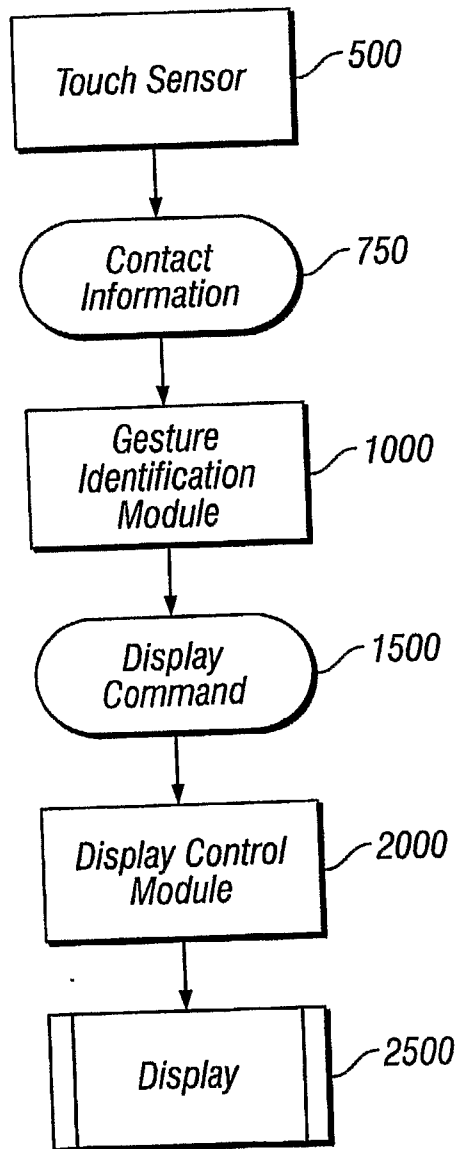 Touch Sensor
500
Contact
Information
750
Gesture
Identification
Module
1000
Display
Command
1500
Display Control
Module
2000
Display
2500